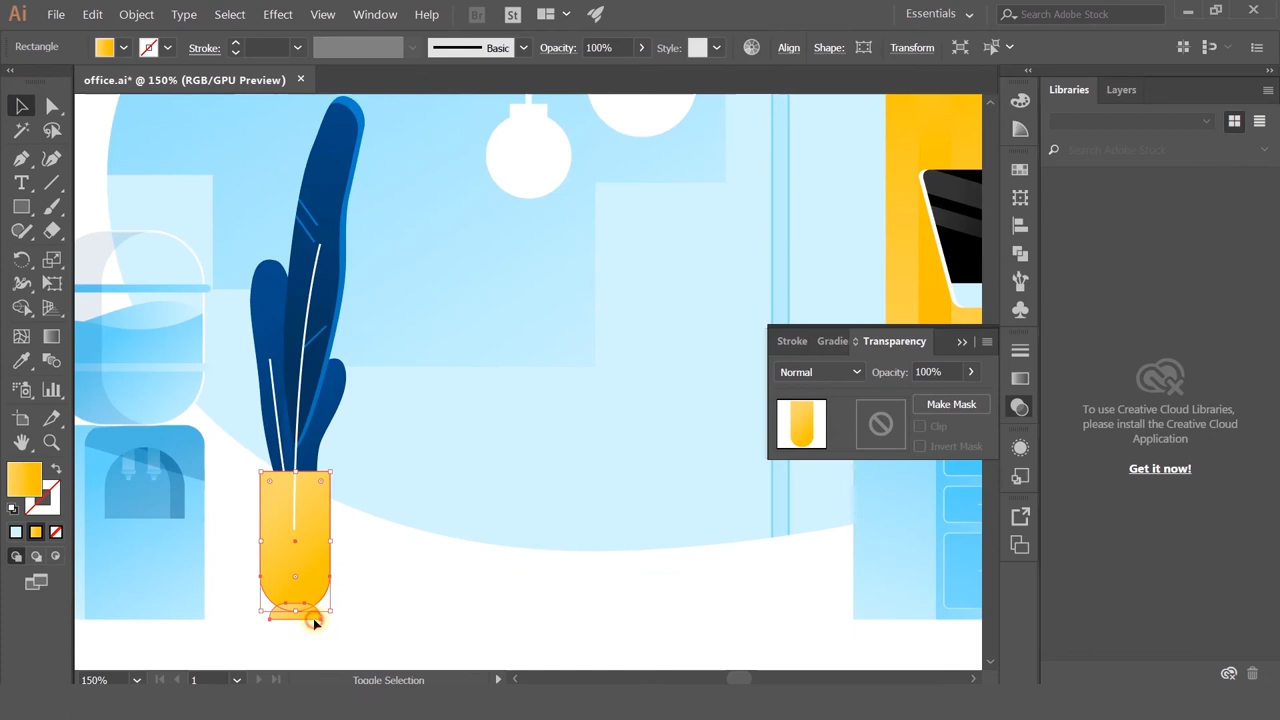 Ai File Edit Object Type Select Effect View Window Help Br St Essentials Search Adobe Stock
Rectangle Stroke: Basic Opacity: 100% Style: Align Shape: Transform
office.ai* @ 150% (RGB/GPU Preview)
Libraries Layers
Search Adobe Stock
Stroke Gradie Transparency
Normal Opacity: 100%
Make Mask
Clip
Invert Mask
To use Creative Cloud Libraries,
please install the Creative Cloud
Application
Get it now!
150% 1 Toggle Selection